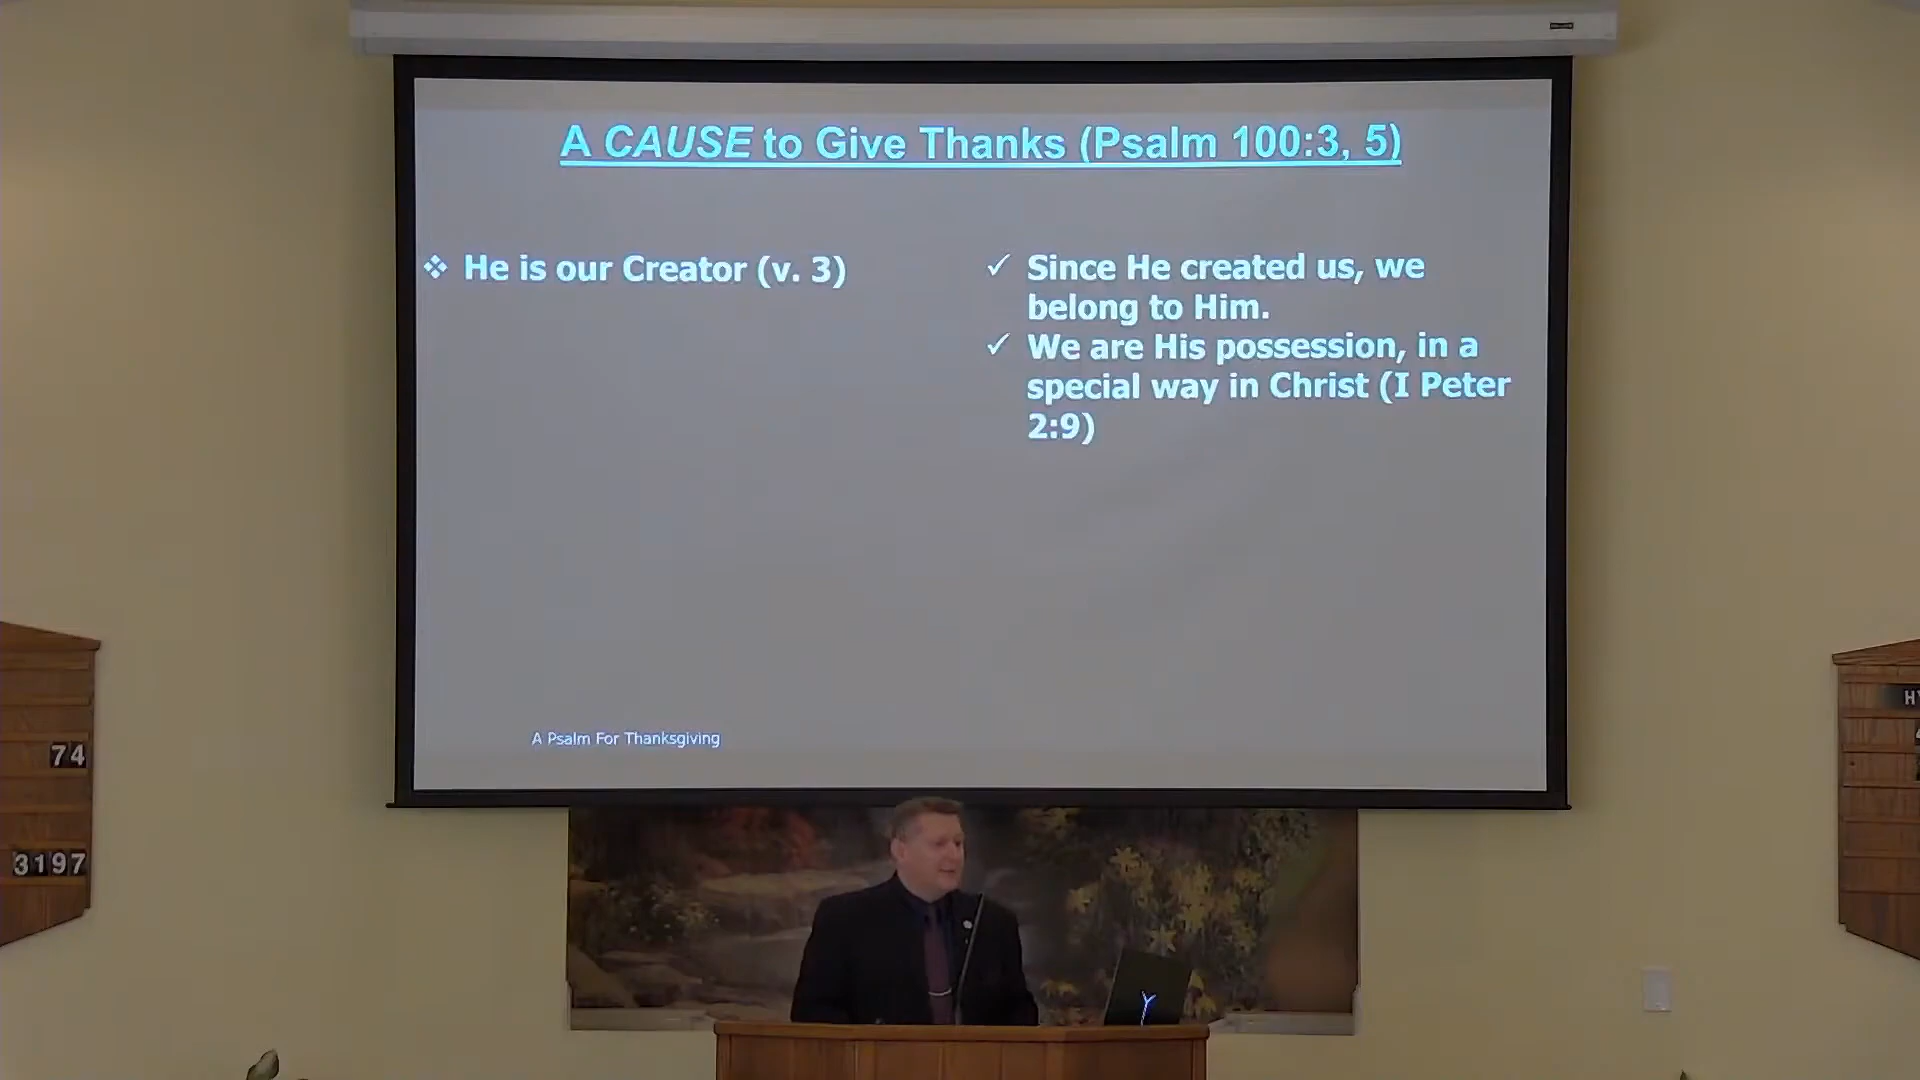 A CAUSE to Give Thanks (Psalm 100:3, 5)
❖ He is our Creator (v. 3)
✓ Since He created us, we
belong to Him.
✓ We are His possession, in a
special way in Christ (I Peter
2:9)
A Psalm For Thanksgiving
74
3197